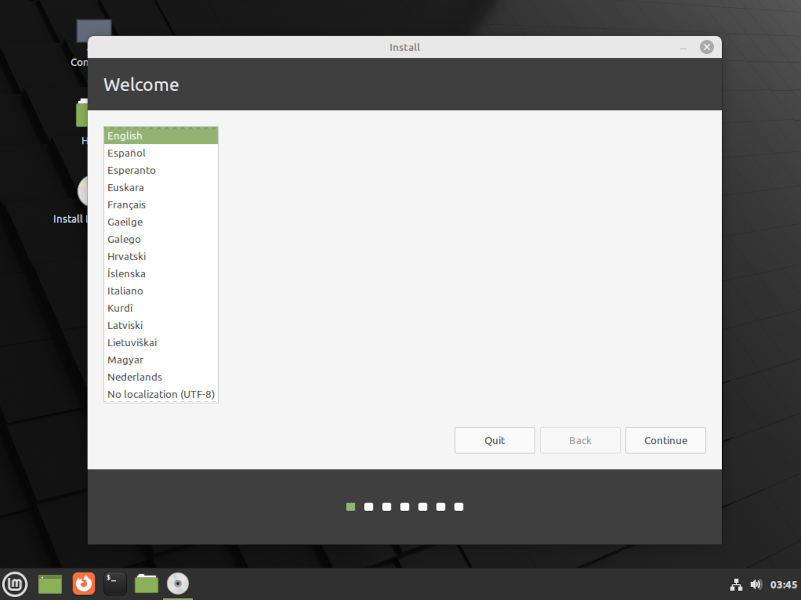 Install
Welcome
English
Español
Esperanto
Euskara
Français
Gaeilge
Galego
Hrvatski
Íslenska
Italiano
Kurdî
Latviski
Lietuviškai
Magyar
Nederlands
No localization (UTF-8)
Quit
Back
Continue
Install
03:45